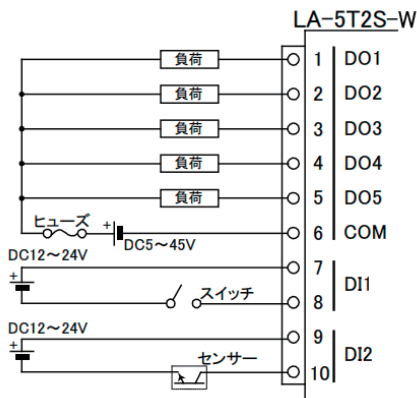 LA-5T2S-W
負荷 1 DO1
負荷 2 DO2
負荷 3 DO3
負荷 4 DO4
負荷 5 DO5
ヒューズ + DC5～45V 6 COM
DC12～24V
+ 7
スイッチ 8
DI1
DC12～24V
+ 9
センサー 10
DI2